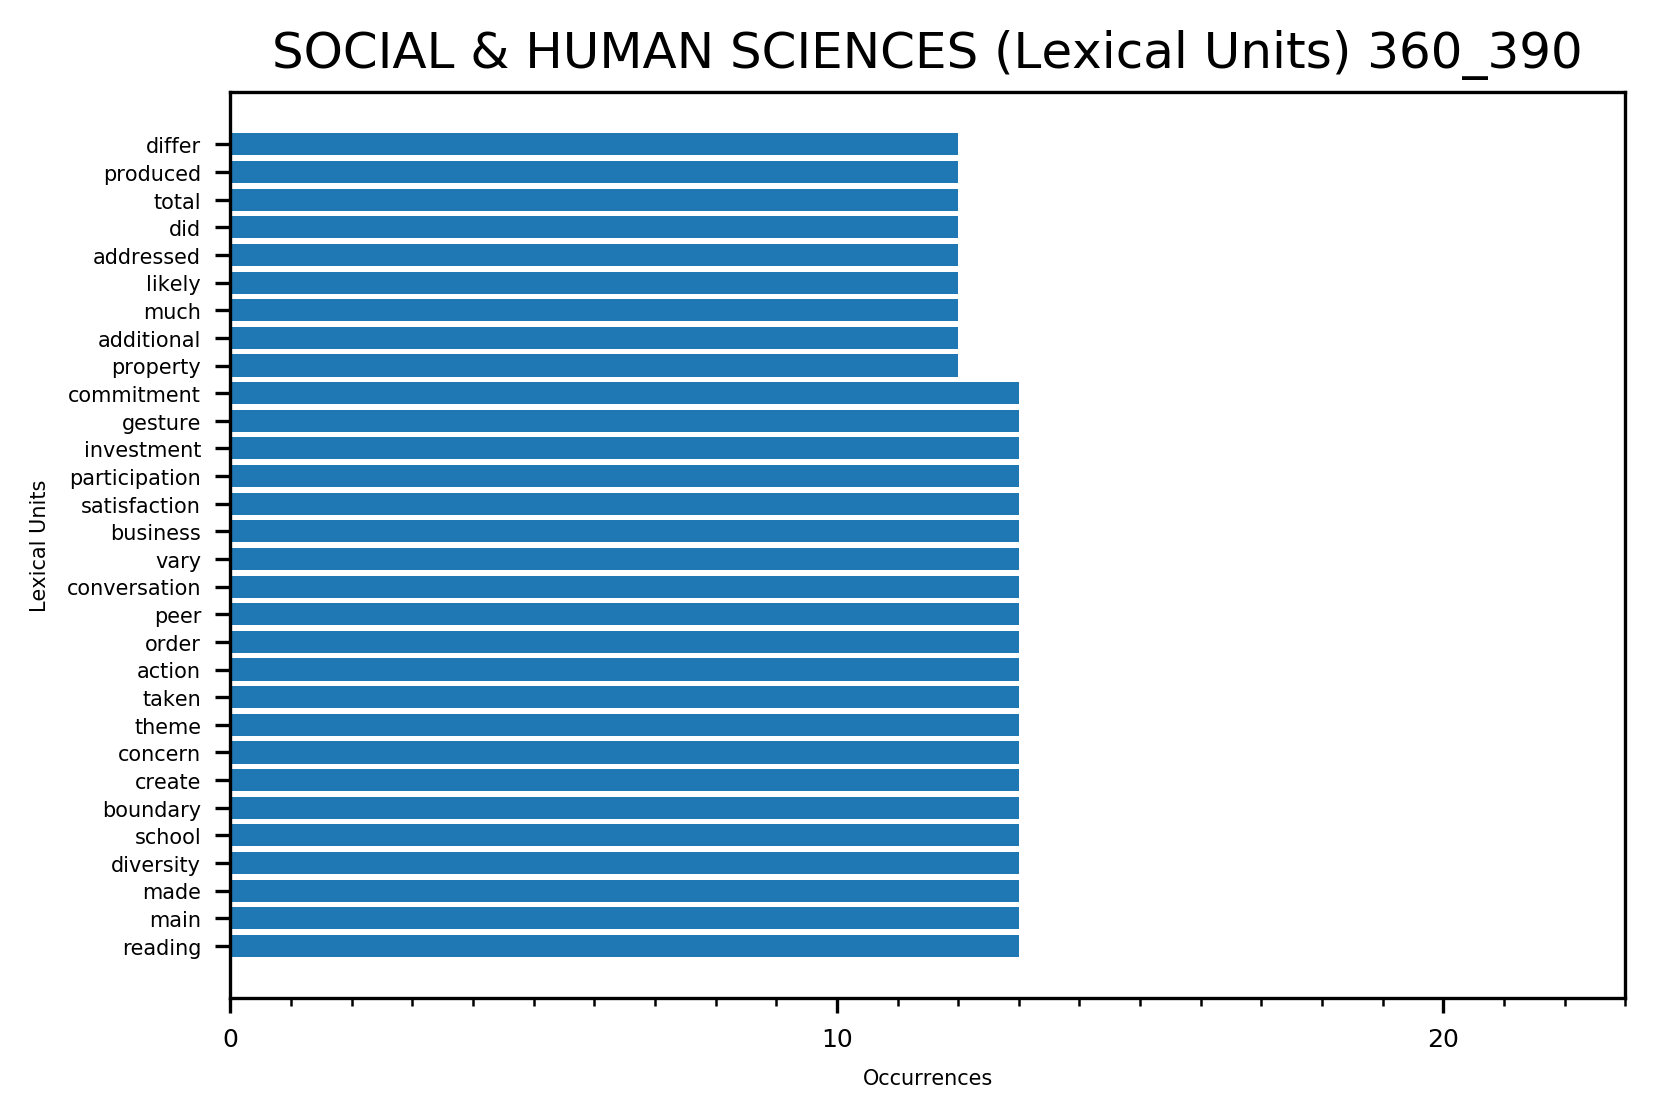 SOCIAL & HUMAN SCIENCES (Lexical Units) 360_390
differ
produced
total
did
addressed
likely
much
additional
property
commitment
gesture
investment
participation
satisfaction
business
vary
conversation
peer
order
action
taken
theme
concern
create
boundary
school
diversity
made
main
reading
Lexical Units
0 10 20
Occurrences